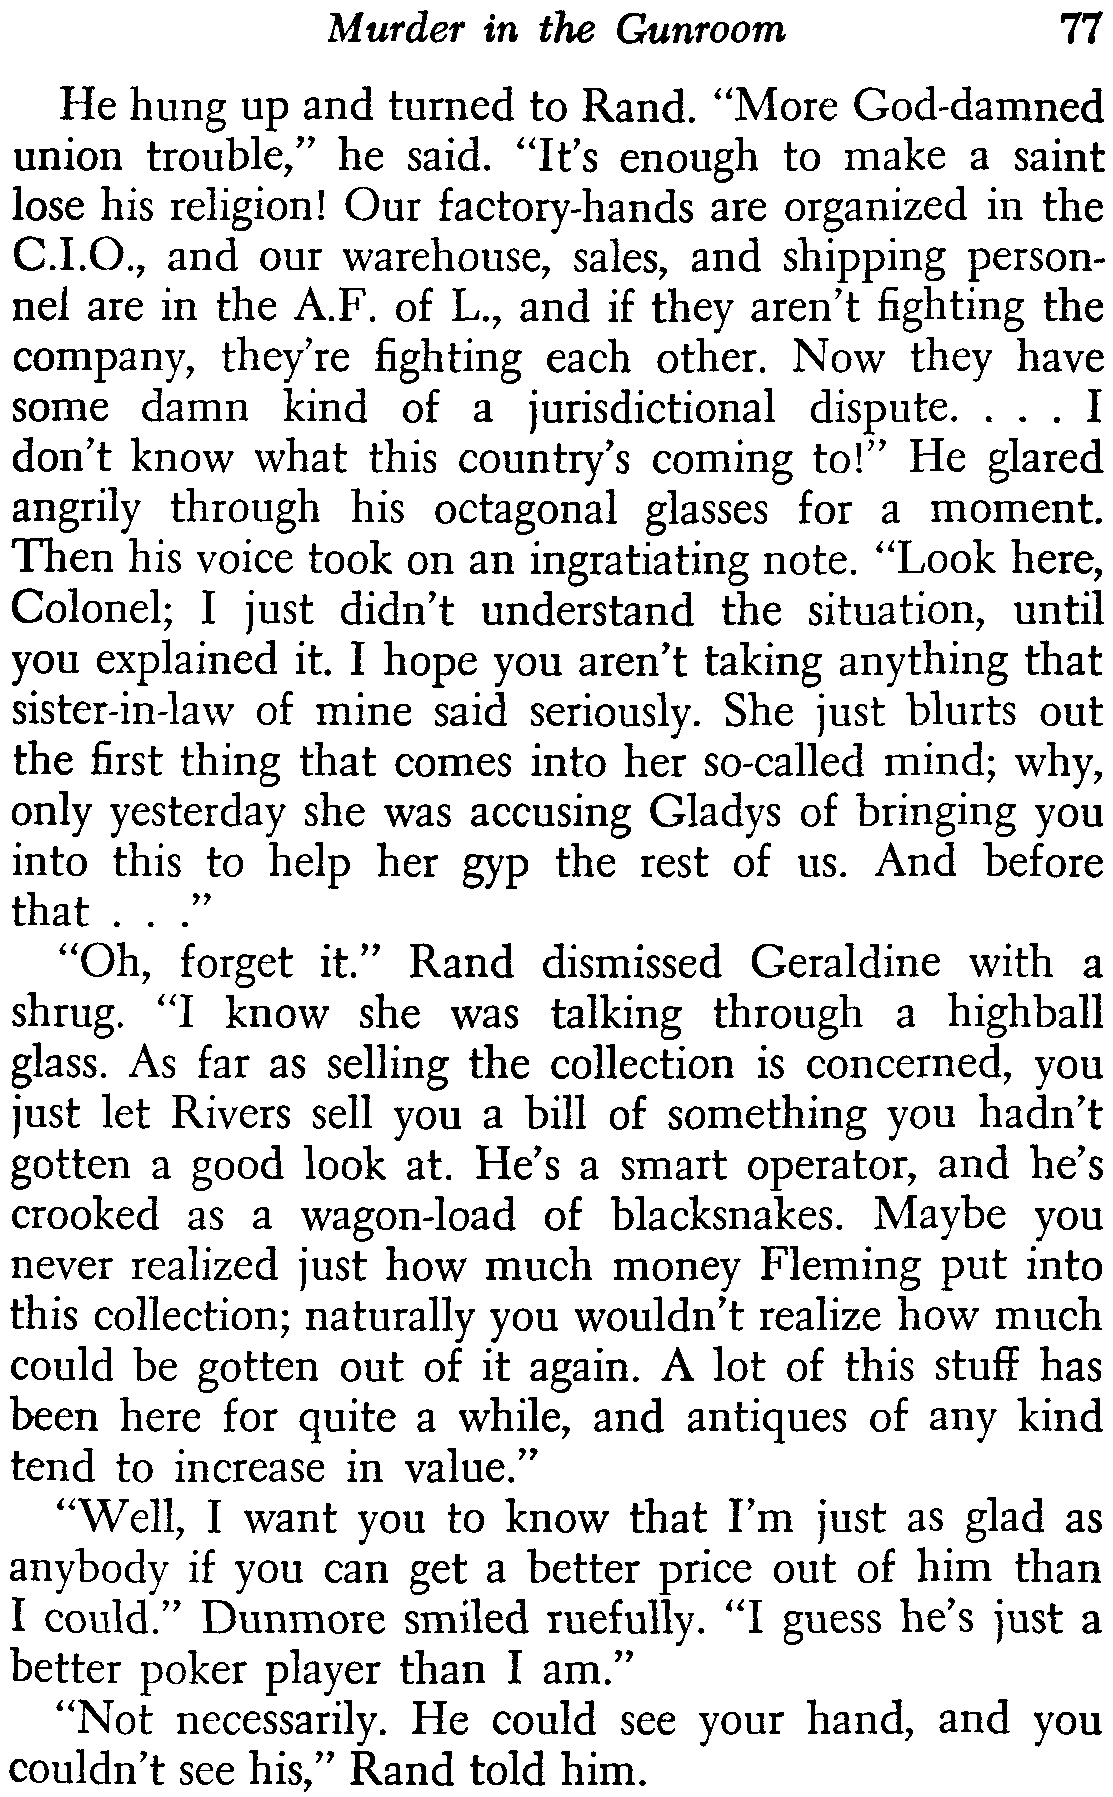 Murder in the Gunroom 77
He hung up and turned to Rand. “More God-damned
union trouble,” he said. “It’s enough to make a saint
lose his religion! Our factory-hands are organized in the
C.I.O., and our warehouse, sales, and shipping person-
nel are in the A.F. of L., and if they aren’t fighting the
company, they’re fighting each other. Now they have
some damn kind of a jurisdictional dispute. . . . I
don’t know what this country’s coming to!” He glared
angrily through his octagonal glasses for a moment.
Then his voice took on an ingratiating note. “Look here,
Colonel; I just didn’t understand the situation, until
you explained it. I hope you aren’t taking anything that
sister-in-law of mine said seriously. She just blurts out
the first thing that comes into her so-called mind; why,
only yesterday she was accusing Gladys of bringing you
into this to help her gyp the rest of us. And before
that . . .”
“Oh, forget it.” Rand dismissed Geraldine with a
shrug. “I know she was talking through a highball
glass. As far as selling the collection is concerned, you
just let Rivers sell you a bill of something you hadn’t
gotten a good look at. He’s a smart operator, and he’s
crooked as a wagon-load of blacksnakes. Maybe you
never realized just how much money Fleming put into
this collection; naturally you wouldn’t realize how much
could be gotten out of it again. A lot of this stuff has
been here for quite a while, and antiques of any kind
tend to increase in value.”
“Well, I want you to know that I’m just as glad as
anybody if you can get a better price out of him than
I could.” Dunmore smiled ruefully. “I guess he’s just a
better poker player than I am.”
“Not necessarily. He could see your hand, and you
couldn’t see his,” Rand told him.